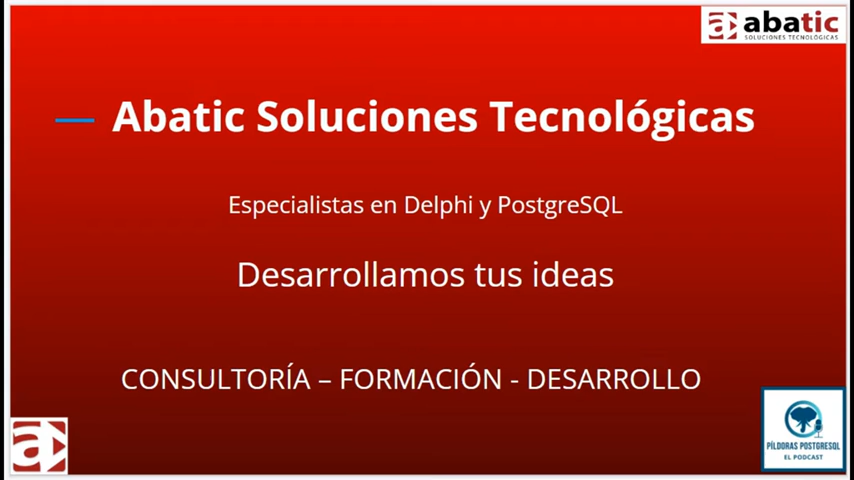 abatic
SOLUCIONES TECNOLÓGICAS
Abatic Soluciones Tecnológicas
Especialistas en Delphi y PostgreSQL
Desarrollamos tus ideas
CONSULTORÍA – FORMACIÓN - DESARROLLO
PÍLDORAS POSTGRESQL
EL PODCAST